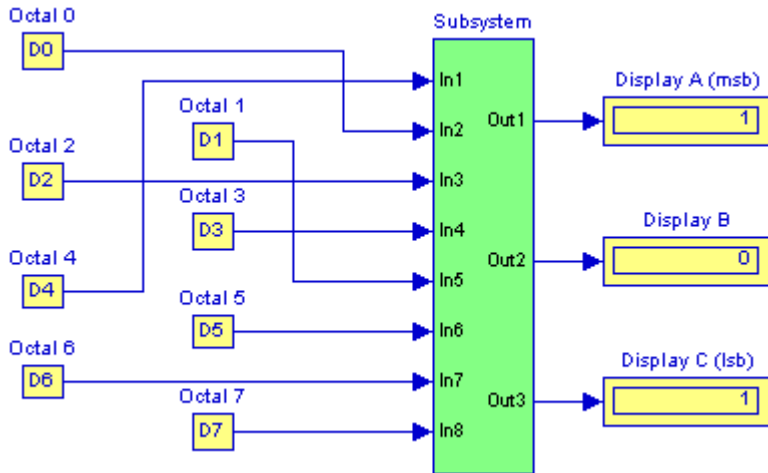 Octal 0
D0
Octal 1
D1
Octal 2
D2
Octal 3
D3
Octal 4
D4
Octal 5
D5
Octal 6
D6
Octal 7
D7
Subsystem
In1
In2
In3
In4
In5
In6
In7
In8
Out1
Out2
Out3
Display A (msb)
1
Display B
0
Display C (lsb)
1